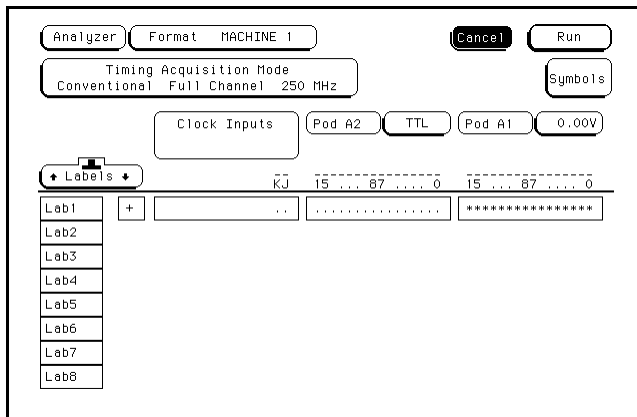 Analyzer Format MACHINE 1 Cancel Run
Timing Acquisition Mode
Conventional Full Channel 250 MHz
Symbols
Clock Inputs Pod A2 TTL Pod A1 0.00V
↑ Labels ↓
KJ 15 ... 87 .... 0 15 ... 87 .... 0
Lab1 + .. ................ ****************
Lab2
Lab3
Lab4
Lab5
Lab6
Lab7
Lab8